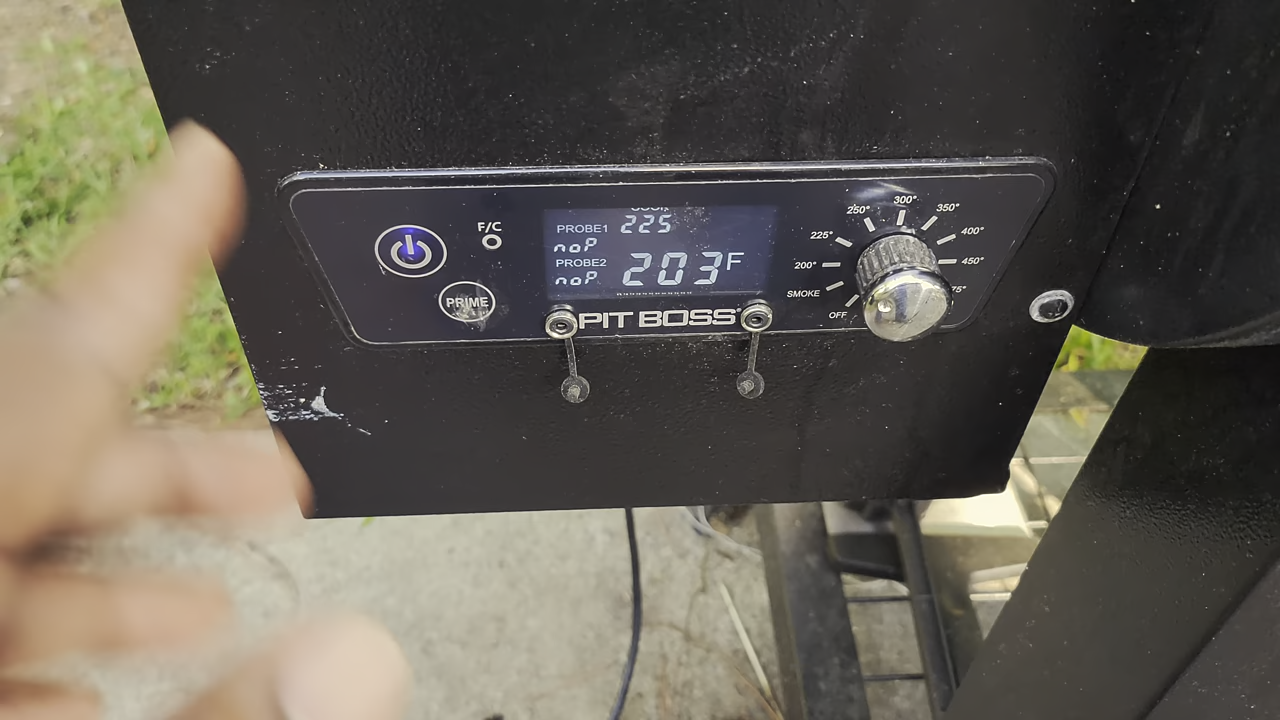 F/C
PRIME
PROBE1
noP
PROBE2
noP
225
203F
PIT BOSS
OFF
SMOKE
200°
225°
250°
300°
350°
400°
450°